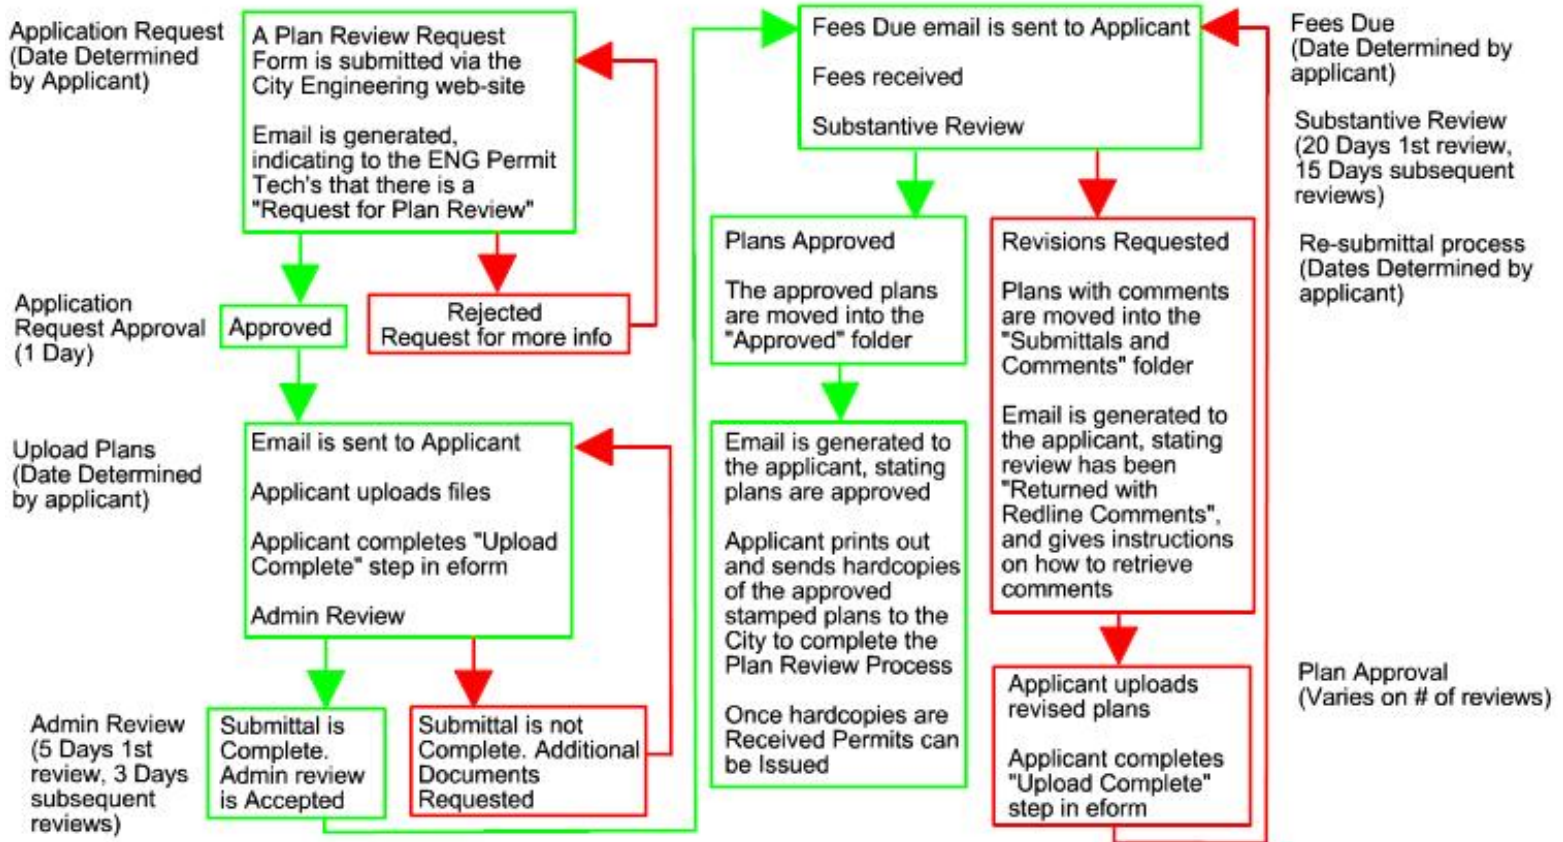 Application Request
(Date Determined
by Applicant)
A Plan Review Request
Form is submitted via the
City Engineering web-site
Email is generated,
indicating to the ENG Permit
Tech's that there is a
"Request for Plan Review"
Application
Request Approval
(1 Day)
Approved
Rejected
Request for more info
Upload Plans
(Date Determined
by applicant)
Email is sent to Applicant
Applicant uploads files
Applicant completes "Upload
Complete" step in eform
Admin Review
Admin Review
(5 Days 1st
review, 3 Days
subsequent
reviews)
Submittal is
Complete.
Admin review
is Accepted
Submittal is not
Complete. Additional
Documents
Requested
Fees Due email is sent to Applicant
Fees received
Substantive Review
Plans Approved
The approved plans
are moved into the
"Approved" folder
Email is generated to
the applicant, stating
plans are approved
Applicant prints out
and sends hardcopies
of the approved
stamped plans to the
City to complete the
Plan Review Process
Once hardcopies are
Received Permits can
be Issued
Revisions Requested
Plans with comments
are moved into the
"Submittals and
Comments" folder
Email is generated to
the applicant, stating
review has been
"Returned with
Redline Comments",
and gives instructions
on how to retrieve
comments
Applicant uploads
revised plans
Applicant completes
"Upload Complete"
step in eform
Fees Due
(Date Determined by
applicant)
Substantive Review
(20 Days 1st review,
15 Days subsequent
reviews)
Re-submittal process
(Dates Determined by
applicant)
Plan Approval
(Varies on # of reviews)